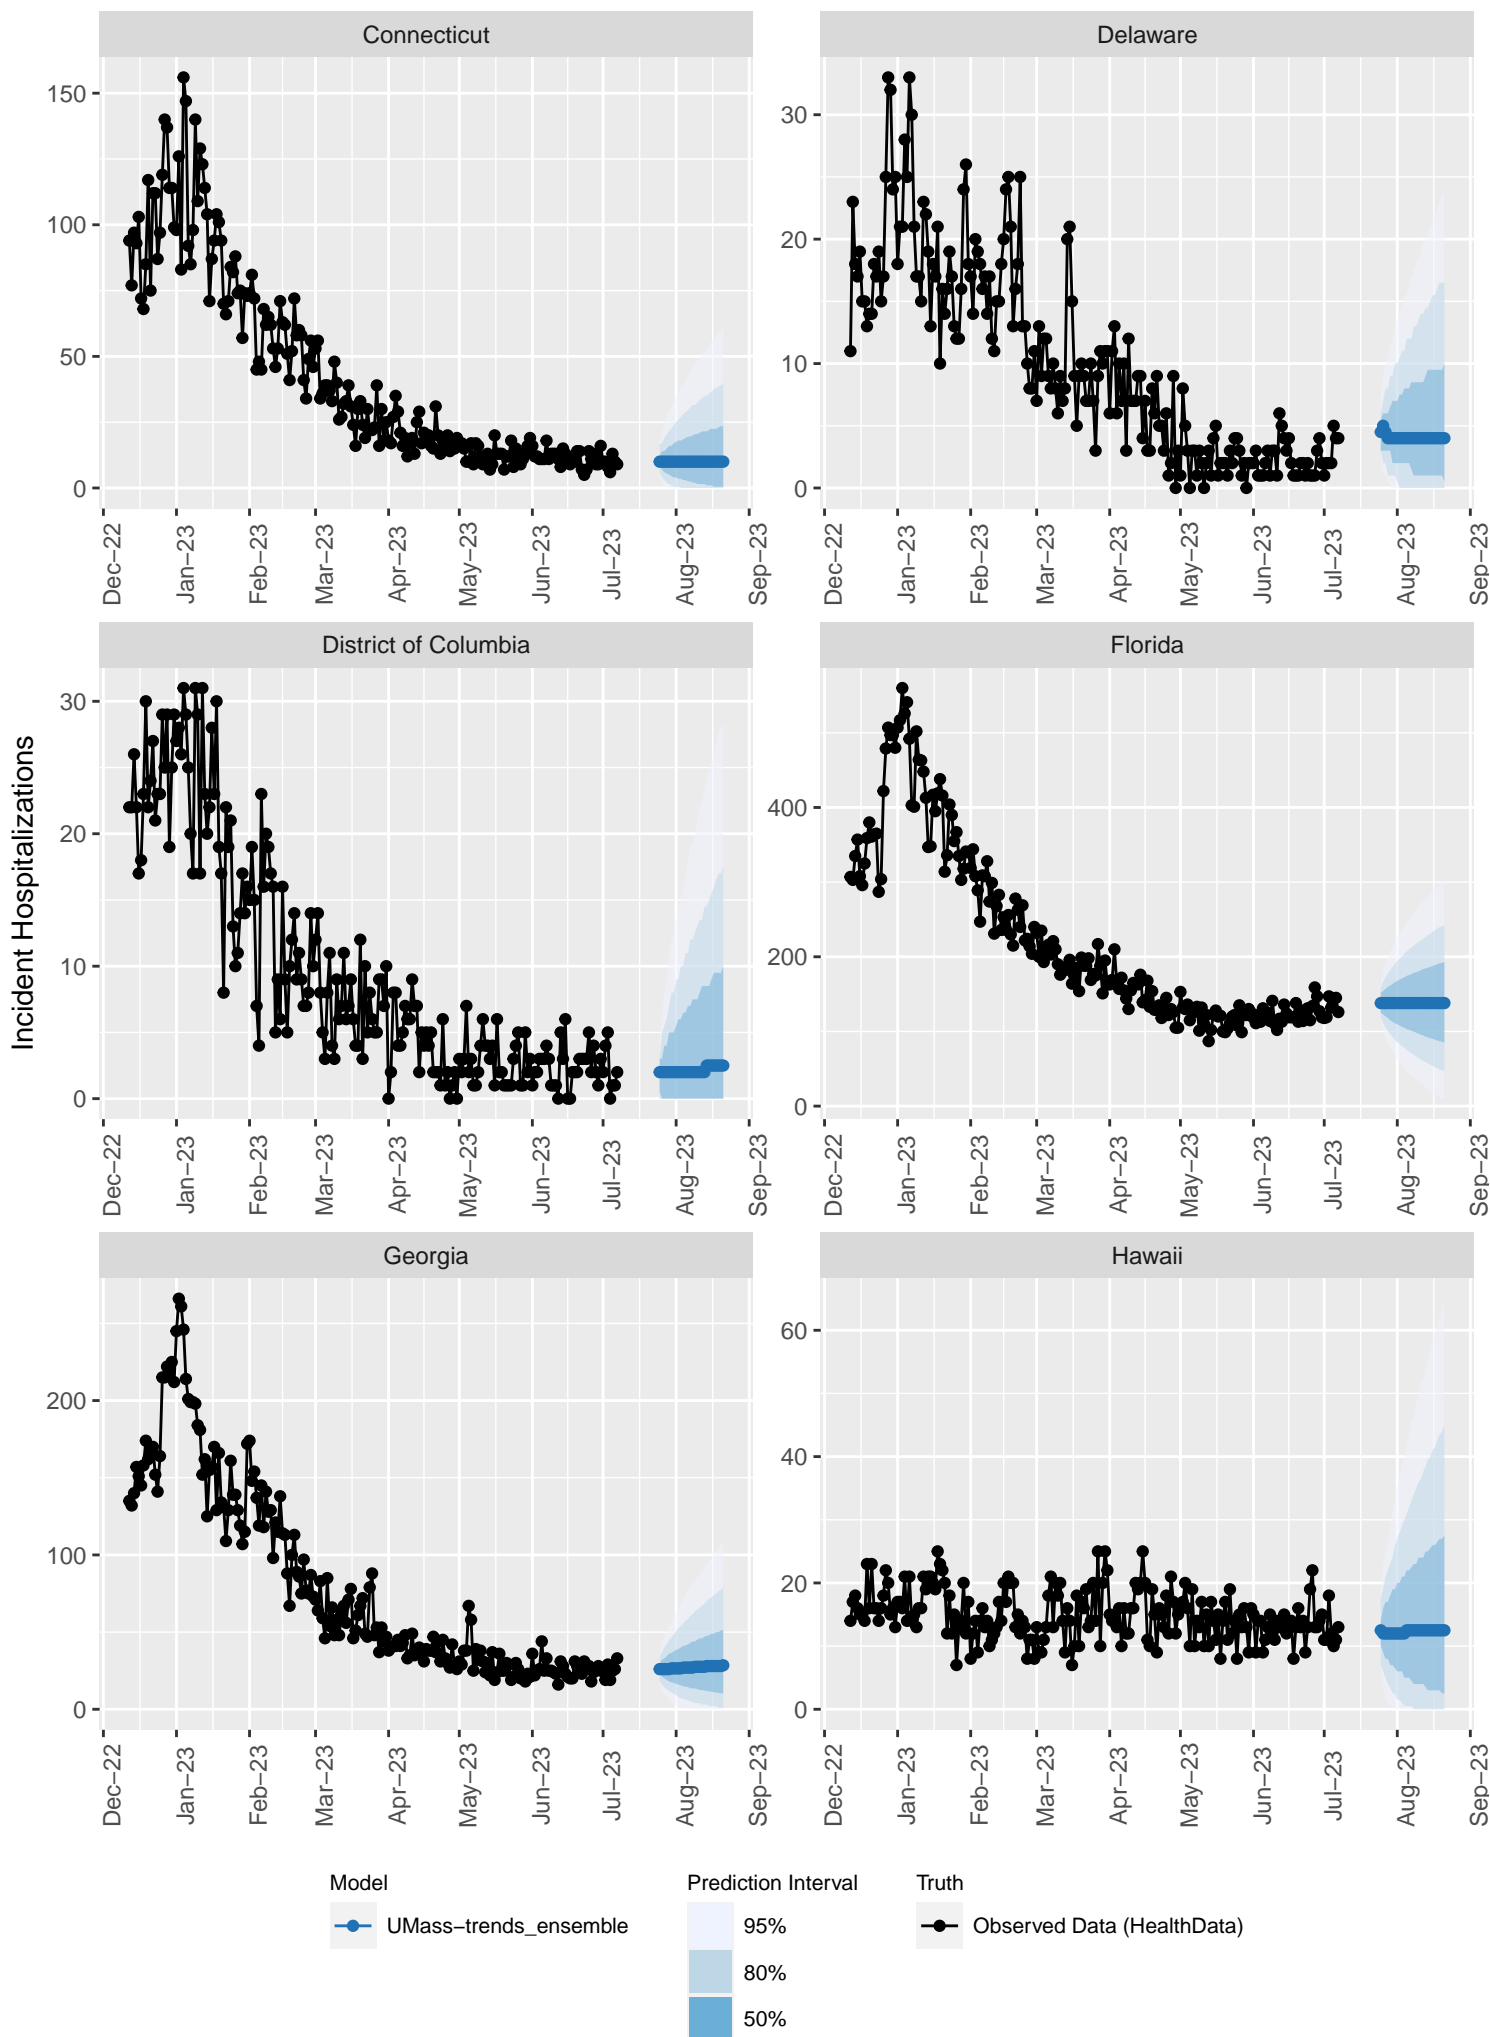 Connecticut
Delaware
150
100
50
0
30
20
10
0
Dec−22
Jan−23
Feb−23
Mar−23
Apr−23
May−23
Jun−23
Jul−23
Aug−23
Sep−23
Dec−22
Jan−23
Feb−23
Mar−23
Apr−23
May−23
Jun−23
Jul−23
Aug−23
Sep−23
Incident Hospitalizations
District of Columbia
Florida
30
20
10
0
400
200
0
Dec−22
Jan−23
Feb−23
Mar−23
Apr−23
May−23
Jun−23
Jul−23
Aug−23
Sep−23
Dec−22
Jan−23
Feb−23
Mar−23
Apr−23
May−23
Jun−23
Jul−23
Aug−23
Sep−23
Georgia
Hawaii
200
100
0
60
40
20
0
Dec−22
Jan−23
Feb−23
Mar−23
Apr−23
May−23
Jun−23
Jul−23
Aug−23
Sep−23
Dec−22
Jan−23
Feb−23
Mar−23
Apr−23
May−23
Jun−23
Jul−23
Aug−23
Sep−23
Model
UMass−trends_ensemble
Prediction Interval
95%
80%
50%
Truth
Observed Data (HealthData)